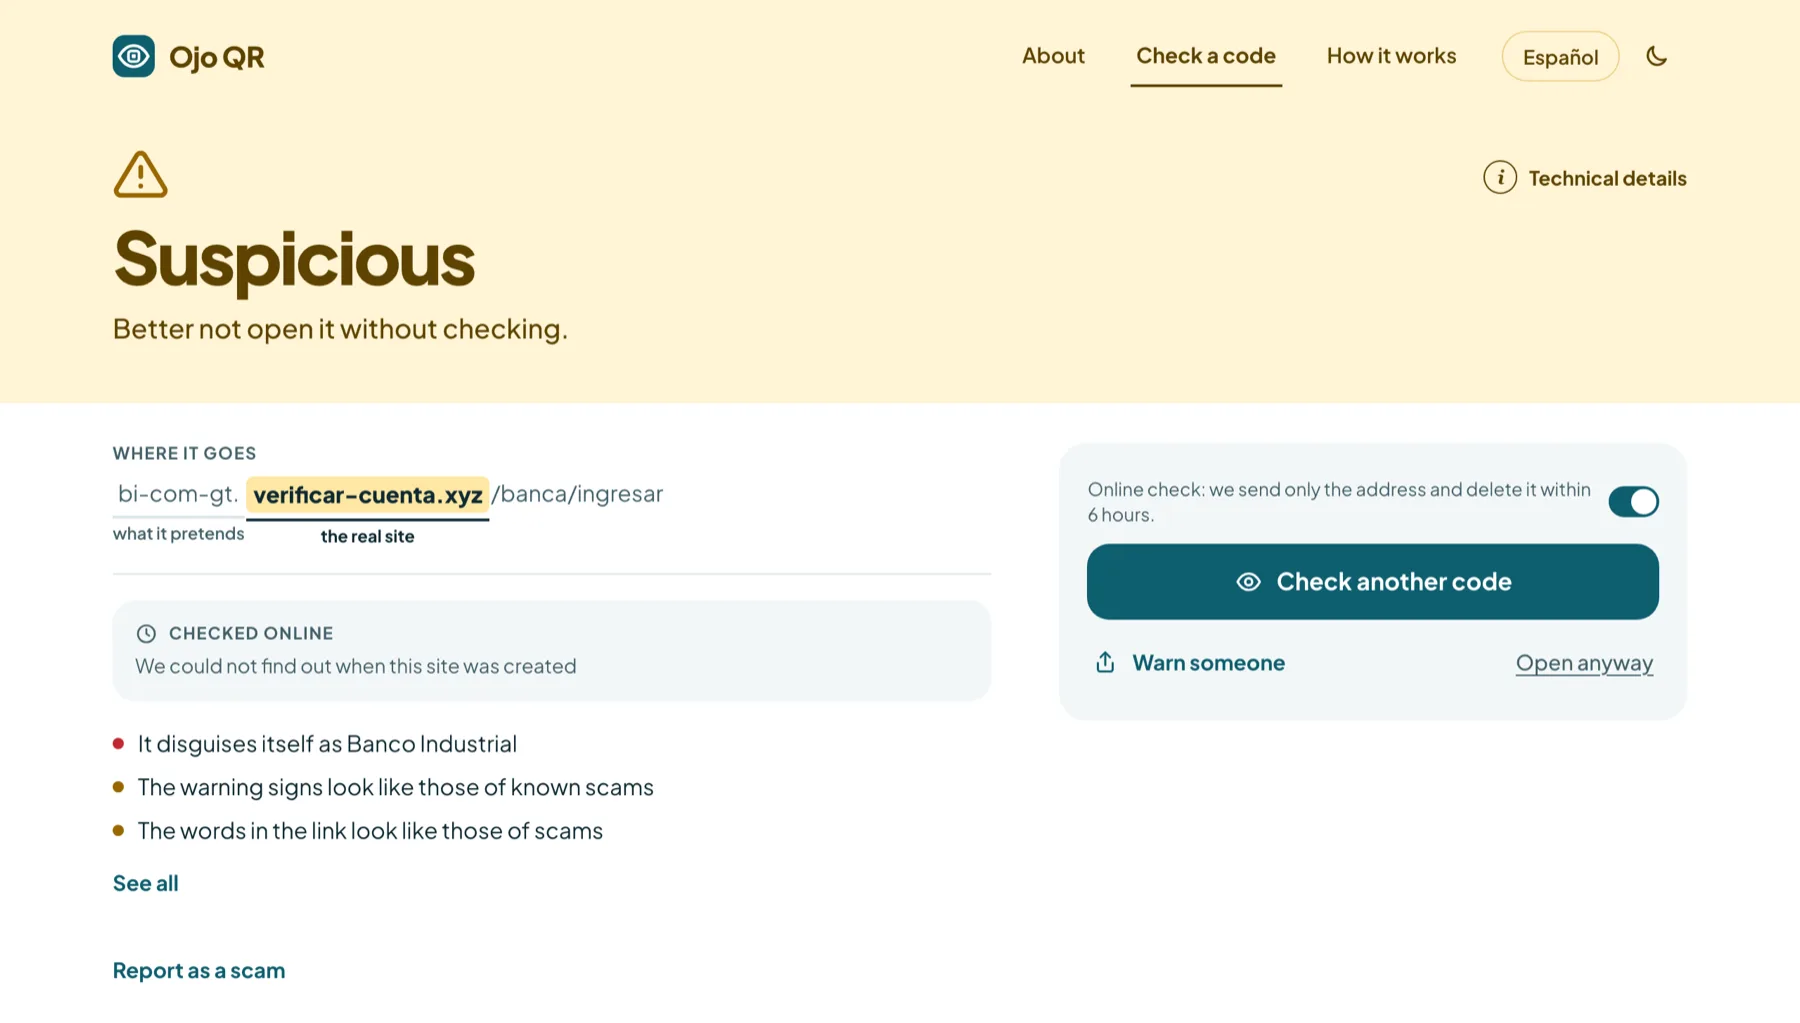 Ojo QR
About
Check a code
How it works
Español
Technical details
Suspicious
Better not open it without checking.
WHERE IT GOES
bi-com-gt. verificar-cuenta.xyz/banca/ingresar
what it pretends
the real site
CHECKED ONLINE
We could not find out when this site was created
It disguises itself as Banco Industrial
The warning signs look like those of known scams
The words in the link look like those of scams
See all
Report as a scam
Online check: we send only the address and delete it within
6 hours.
Check another code
Warn someone
Open anyway